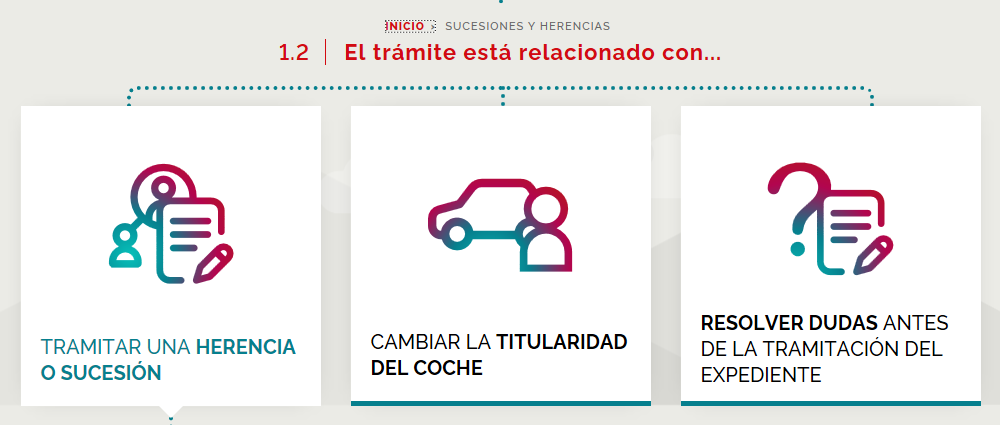 INICIO > SUCESIONES Y HERENCIAS
1.2 El trámite está relacionado con...
TRAMITAR UNA HERENCIA
O SUCESIÓN
CAMBIAR LA TITULARIDAD
DEL COCHE
RESOLVER DUDAS ANTES
DE LA TRAMITACIÓN DEL
EXPEDIENTE